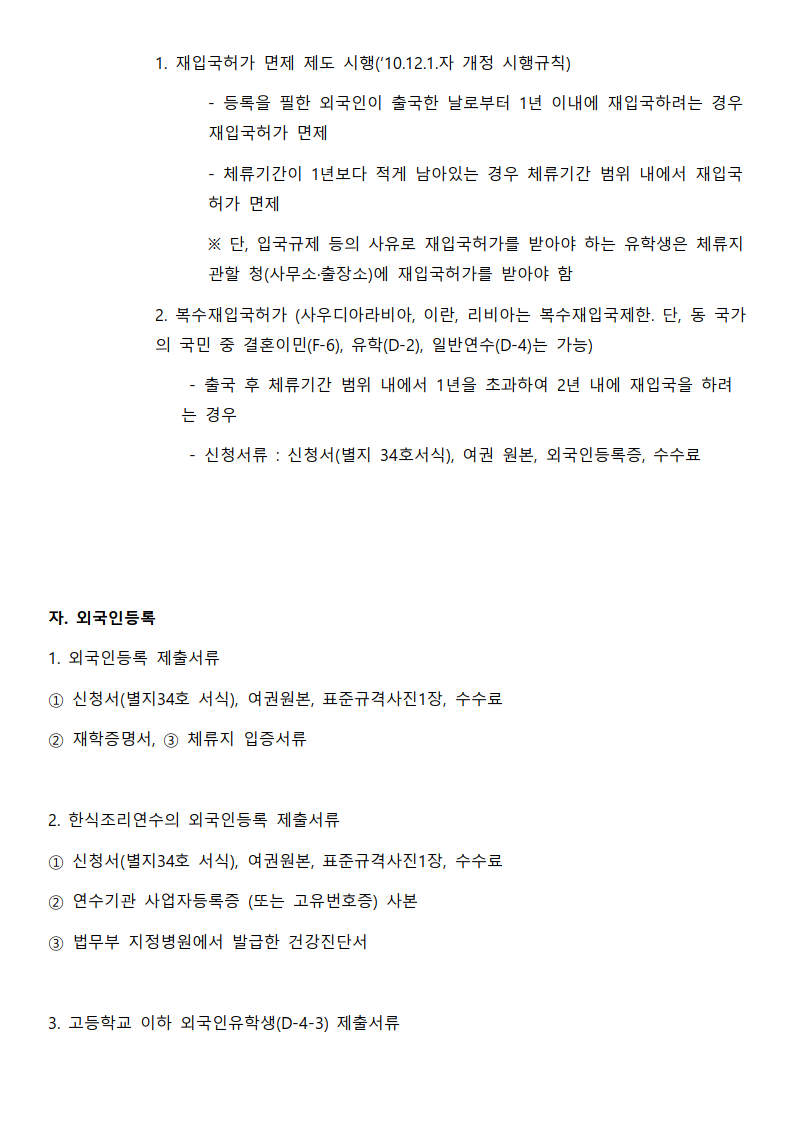 1. 재입국허가 면제 제도 시행(‘10.12.1.자 개정 시행규칙)
- 등록을 필한 외국인이 출국한 날로부터 1년 이내에 재입국하려는 경우
재입국허가 면제
- 체류기간이 1년보다 적게 남아있는 경우 체류기간 범위 내에서 재입국
허가 면제
※ 단, 입국규제 등의 사유로 재입국허가를 받아야 하는 유학생은 체류지
관할 청(사무소·출장소)에 재입국허가를 받아야 함
2. 복수재입국허가 (사우디아라비아, 이란, 리비아는 복수재입국제한. 단, 동 국가
의 국민 중 결혼이민(F-6), 유학(D-2), 일반연수(D-4)는 가능)
- 출국 후 체류기간 범위 내에서 1년을 초과하여 2년 내에 재입국을 하려
는 경우
- 신청서류 : 신청서(별지 34호서식), 여권 원본, 외국인등록증, 수수료
자. 외국인등록
1. 외국인등록 제출서류
① 신청서(별지34호 서식), 여권원본, 표준규격사진1장, 수수료
② 재학증명서, ③ 체류지 입증서류
2. 한식조리연수의 외국인등록 제출서류
① 신청서(별지34호 서식), 여권원본, 표준규격사진1장, 수수료
② 연수기관 사업자등록증 (또는 고유번호증) 사본
③ 법무부 지정병원에서 발급한 건강진단서
3. 고등학교 이하 외국인유학생(D-4-3) 제출서류